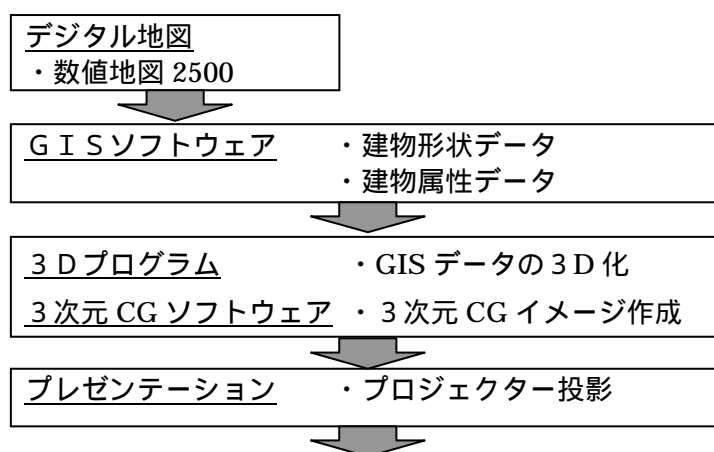 デジタル地図
・数値地図 2500
ＧＩＳソフトウェア ・建物形状データ
・建物属性データ
３Ｄプログラム ・GIS データの３D 化
３次元 CG ソフトウェア ・３次元 CG イメージ作成
プレゼンテーション ・プロジェクター投影